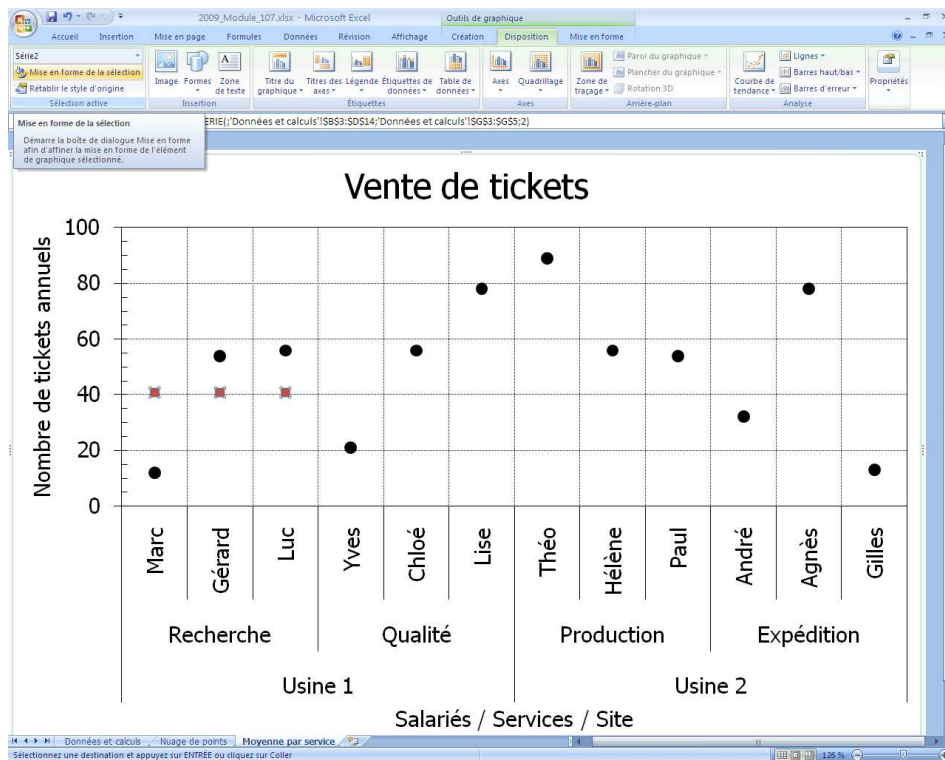 2009_Module_107.xlsx - Microsoft Excel
Outils de graphique
Accueil Insertion Mise en page Formules Données Révision Affichage Création Disposition Mise en forme
Série2
Mise en forme de la sélection
Rétablir le style d'origine
Sélection active
Image Formes Zone de texte
Insertion
Titre du graphique Titres des axes Légende Étiquettes de données Table de données
Étiquettes
Axes Quadrillage
Axes
Zone de traçage
Paroi du graphique
Plancher du graphique
Rotation 3D
Arrière-plan
Courbe de tendance
Lignes
Barres haut/bas
Barres d'erreur
Analyse
Propriétés
ERIE(;'Données et calculs'!$B$3:$D$14;'Données et calculs'!$G$3:$G$5;2)
Mise en forme de la sélection
Démarre la boîte de dialogue Mise en forme
afin d'affiner la mise en forme de l'élément
de graphique sélectionné.
Vente de tickets
Nombre de tickets annuels
100
80
60
40
20
0
Marc Gérard Luc Yves Chloé Lise Théo Hélène Paul André Agnès Gilles
Recherche Qualité Production Expédition
Usine 1 Usine 2
Salariés / Services / Site
Données et calculs Nuage de points Moyenne par service
Sélectionnez une destination et appuyez sur ENTRÉE ou cliquez sur Coller
126 %